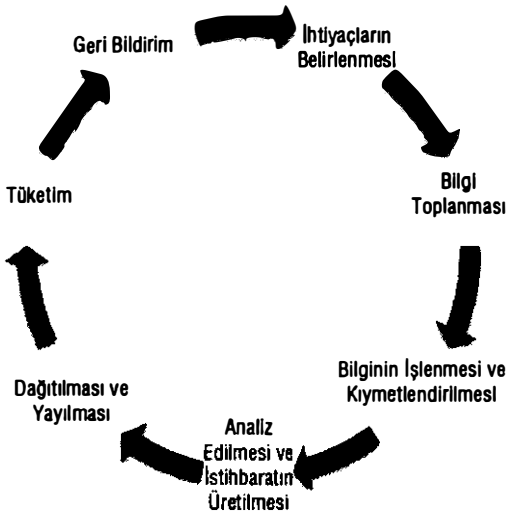 Geri Bildirim
İhtiyaçların
Belirlenmesi
Bilgi
Toplanması
Bilginin İşlenmesi ve
Kıymetlendirilmesi
Analiz
Edilmesi ve
İstihbaratın
Üretilmesi
Dağıtılması ve
Yayılması
Tüketim